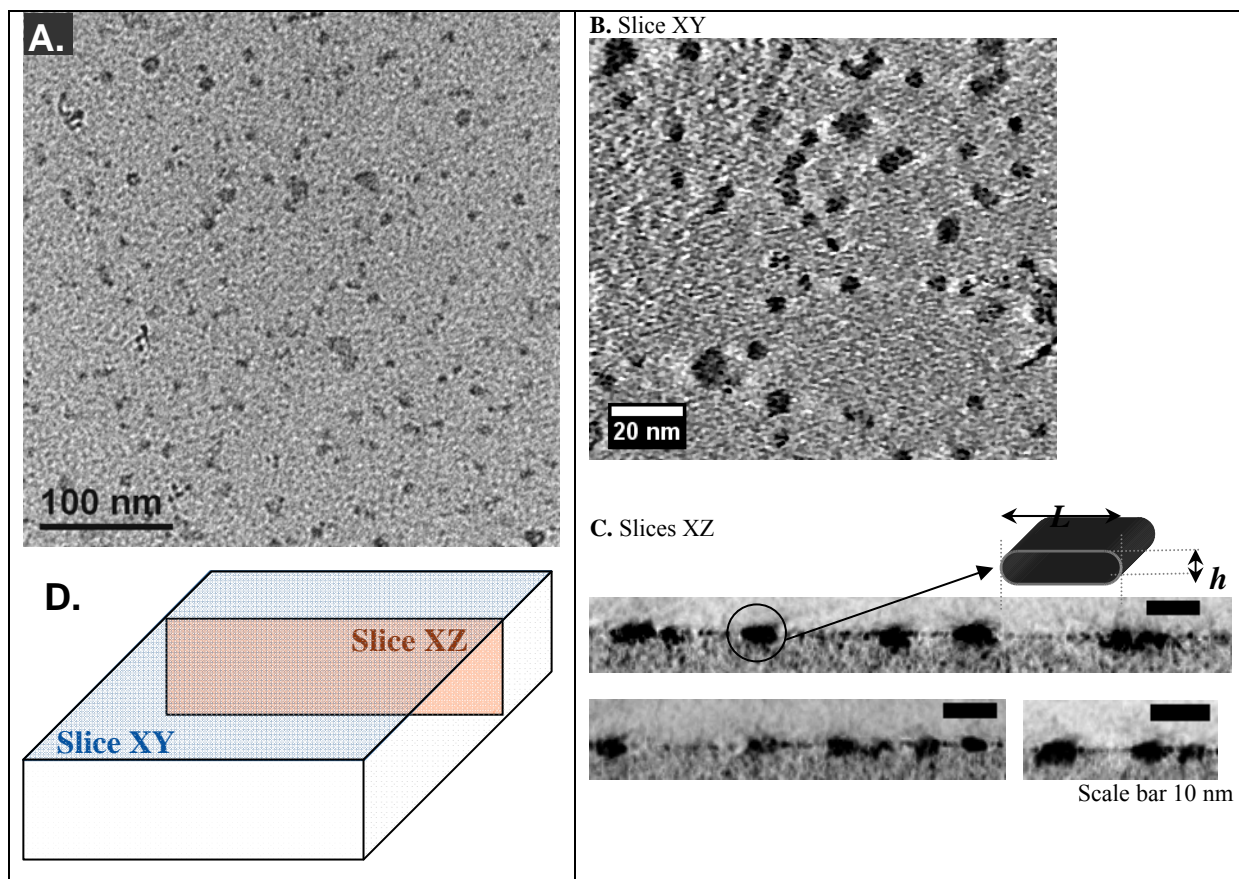 A.
100 nm
B. Slice XY
20 nm
C. Slices XZ
L
h
Scale bar 10 nm
D.
Slice XZ
Slice XY